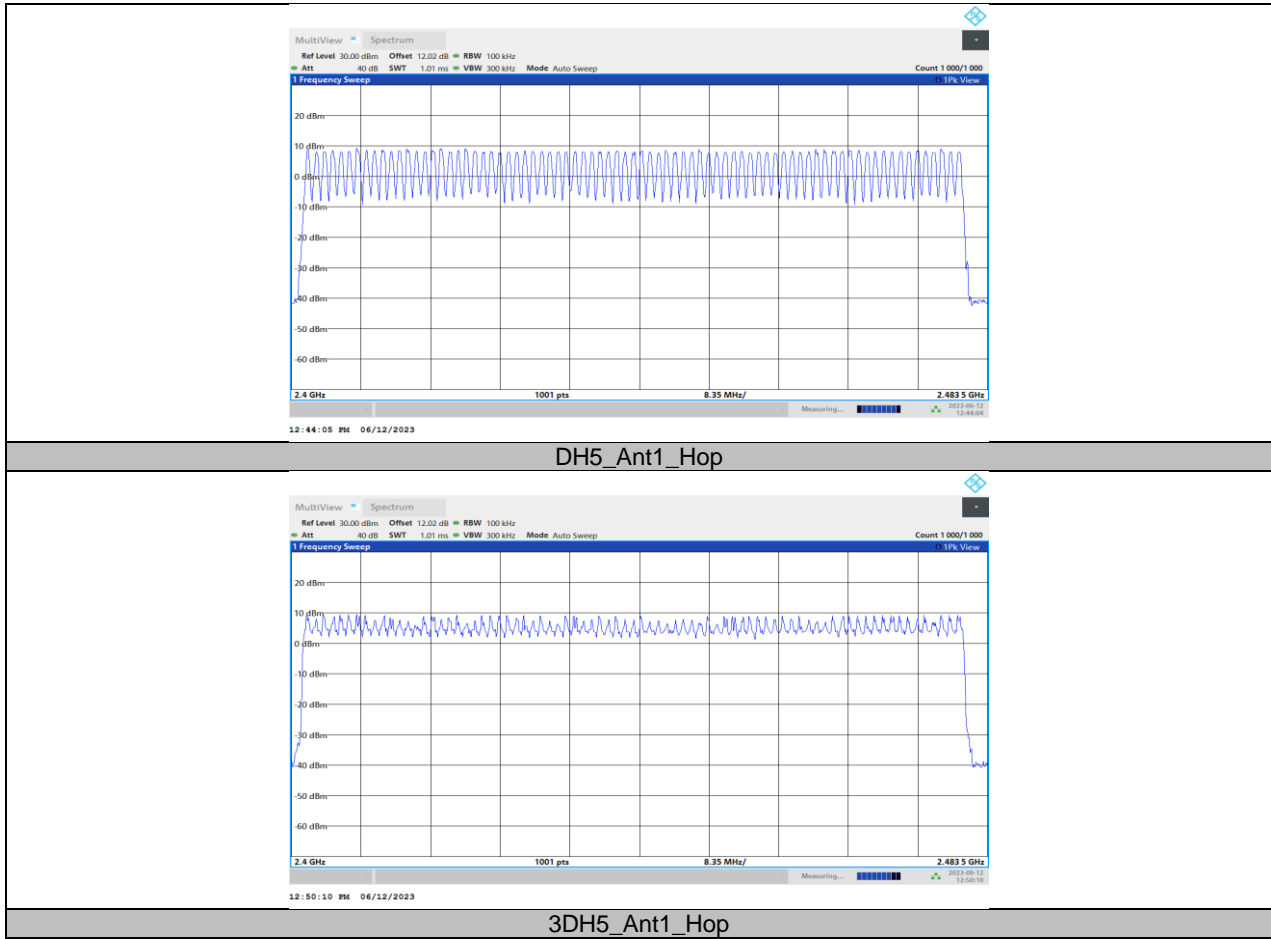 MultiView Spectrum
Ref Level 30.00 dBm Offset 12.02 dB RBW 100 kHz
Att 40 dB SWT 1.01 ms VBW 300 kHz Mode Auto Sweep Count 1 000/1 000
1 Frequency Sweep 1Pk View
20 dBm
10 dBm
0 dBm
-10 dBm
-20 dBm
-30 dBm
-40 dBm
-50 dBm
-60 dBm
2.4 GHz 1001 pts 8.35 MHz/ 2.483 5 GHz
Measuring... 2023-06-12
12:44:04
12:44:05 PM 06/12/2023
DH5_Ant1_Hop
MultiView Spectrum
Ref Level 30.00 dBm Offset 12.02 dB RBW 100 kHz
Att 40 dB SWT 1.01 ms VBW 300 kHz Mode Auto Sweep Count 1 000/1 000
1 Frequency Sweep 1Pk View
20 dBm
10 dBm
0 dBm
-10 dBm
-20 dBm
-30 dBm
-40 dBm
-50 dBm
-60 dBm
2.4 GHz 1001 pts 8.35 MHz/ 2.483 5 GHz
Measuring... 2023-06-12
12:50:10
12:50:10 PM 06/12/2023
3DH5_Ant1_Hop